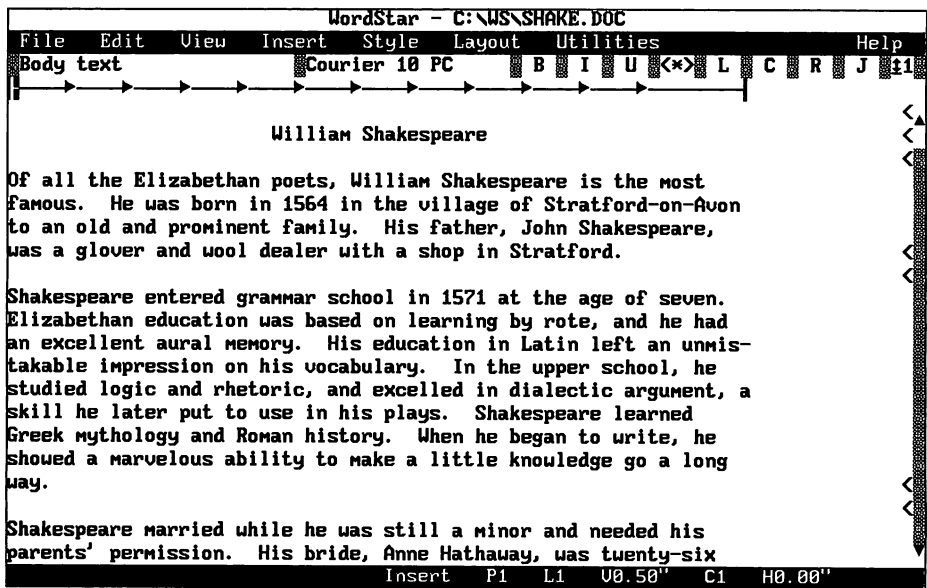 WordStar - C:\WS\SHAKE.DOC
File Edit View Insert Style Layout Utilities Help
Body text Courier 10 PC B I U <*> L C R J ‡1
William Shakespeare
Of all the Elizabethan poets, William Shakespeare is the most
famous. He was born in 1564 in the village of Stratford-on-Avon
to an old and prominent family. His father, John Shakespeare,
was a glover and wool dealer with a shop in Stratford.
Shakespeare entered grammar school in 1571 at the age of seven.
Elizabethan education was based on learning by rote, and he had
an excellent aural memory. His education in Latin left an unmis-
takable impression on his vocabulary. In the upper school, he
studied logic and rhetoric, and excelled in dialectic argument, a
skill he later put to use in his plays. Shakespeare learned
Greek mythology and Roman history. When he began to write, he
showed a marvelous ability to make a little knowledge go a long
way.
Shakespeare married while he was still a minor and needed his
parents' permission. His bride, Anne Hathaway, was twenty-six
Insert P1 L1 V0.50" C1 H0.00"